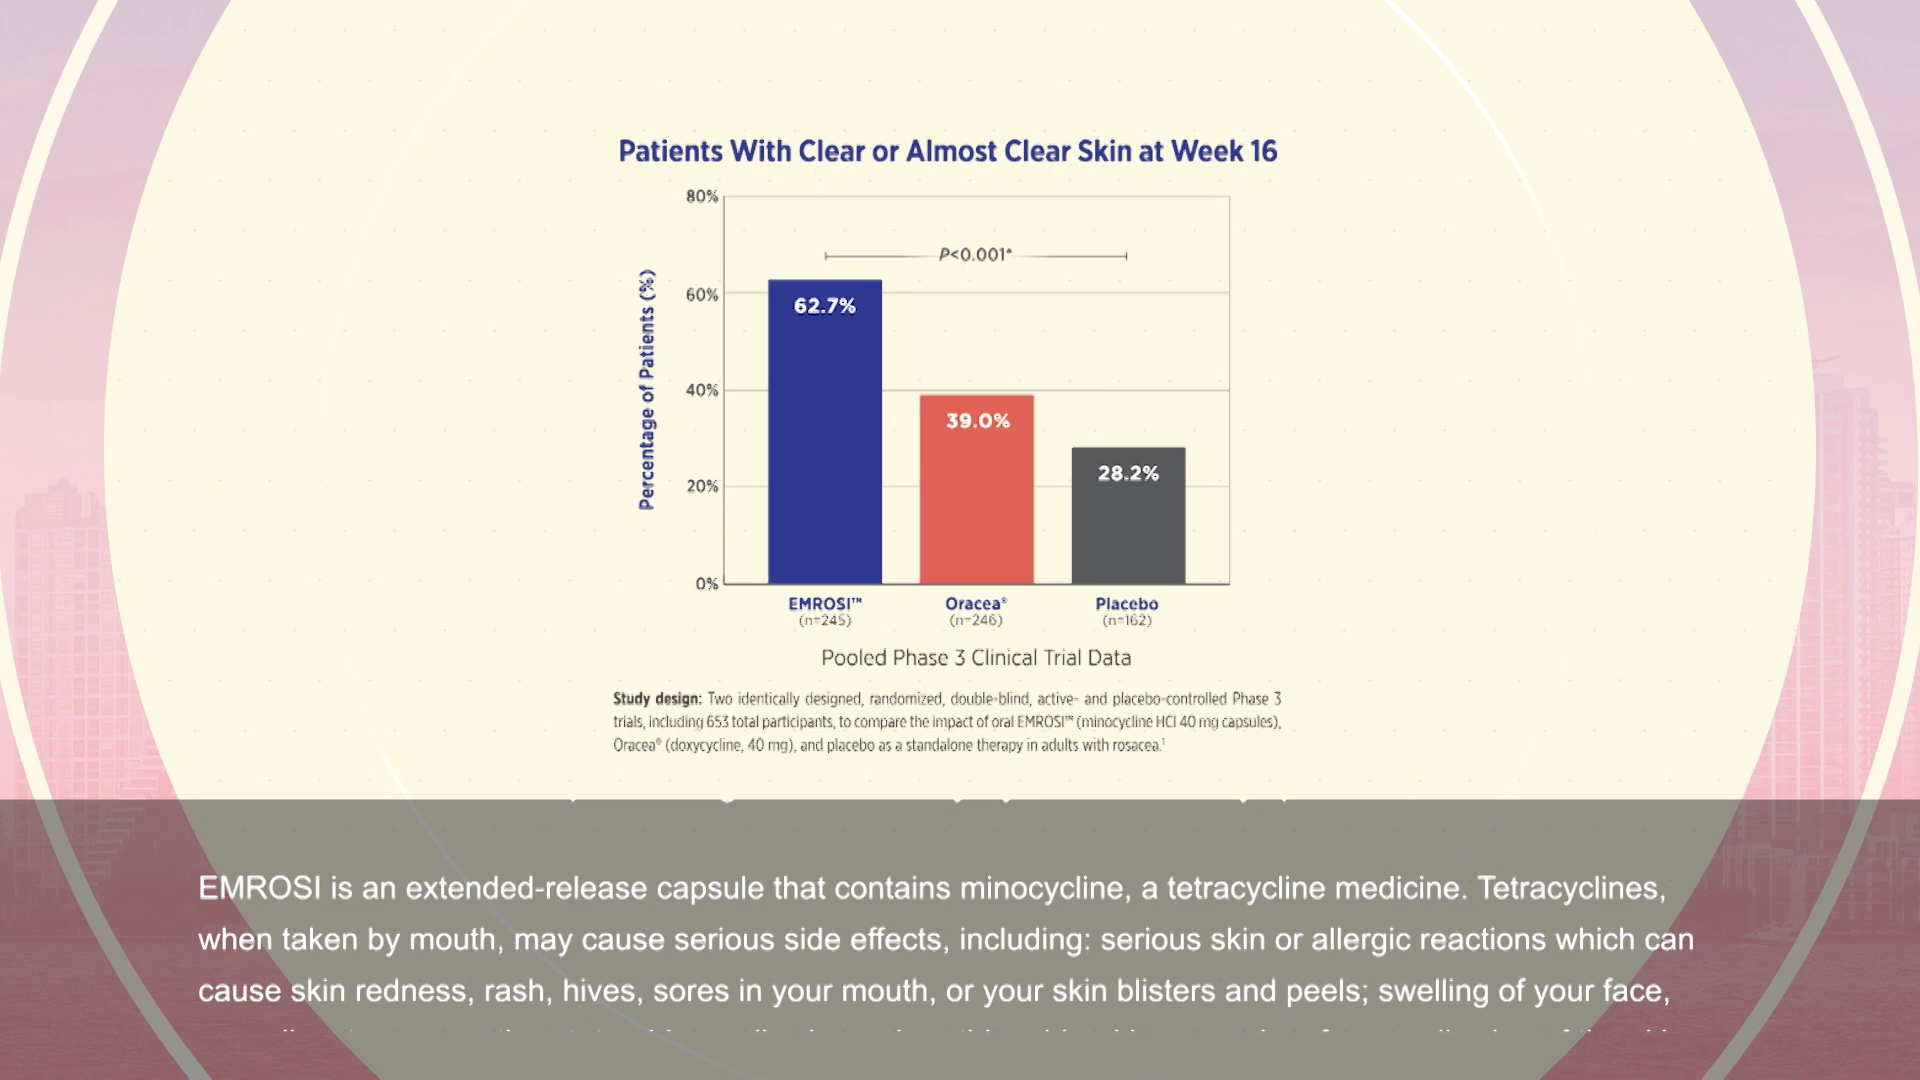 Patients With Clear or Almost Clear Skin at Week 16
80%
P<0.001*
60%
62.7%
Percentage of Patients (%)
40%
39.0%
28.2%
20%
0%
EMROSI™ Oracea® Placebo
(n=245) (n=246) (n=162)
Pooled Phase 3 Clinical Trial Data
Study design: Two identically designed, randomized, double-blind, active- and placebo-controlled Phase 3
trials, including 653 total participants, to compare the impact of oral EMROSI™ (minocycline HCl 40 mg capsules),
Oracea® (doxycycline, 40 mg), and placebo as a standalone therapy in adults with rosacea.¹
EMROSI is an extended-release capsule that contains minocycline, a tetracycline medicine. Tetracyclines,
when taken by mouth, may cause serious side effects, including: serious skin or allergic reactions which can
cause skin redness, rash, hives, sores in your mouth, or your skin blisters and peels; swelling of your face,